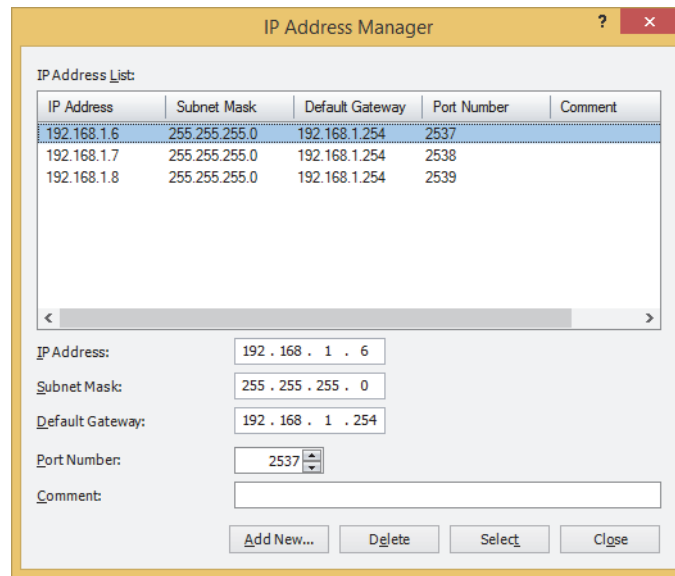 IP Address Manager
? ×
IP Address List:
IP Address Subnet Mask Default Gateway Port Number Comment
192.168.1.6 255.255.255.0 192.168.1.254 2537
192.168.1.7 255.255.255.0 192.168.1.254 2538
192.168.1.8 255.255.255.0 192.168.1.254 2539
IP Address: 192 . 168 . 1 . 6
Subnet Mask: 255 . 255 . 255 . 0
Default Gateway: 192 . 168 . 1 . 254
Port Number: 2537
Comment:
Add New... Delete Select Close